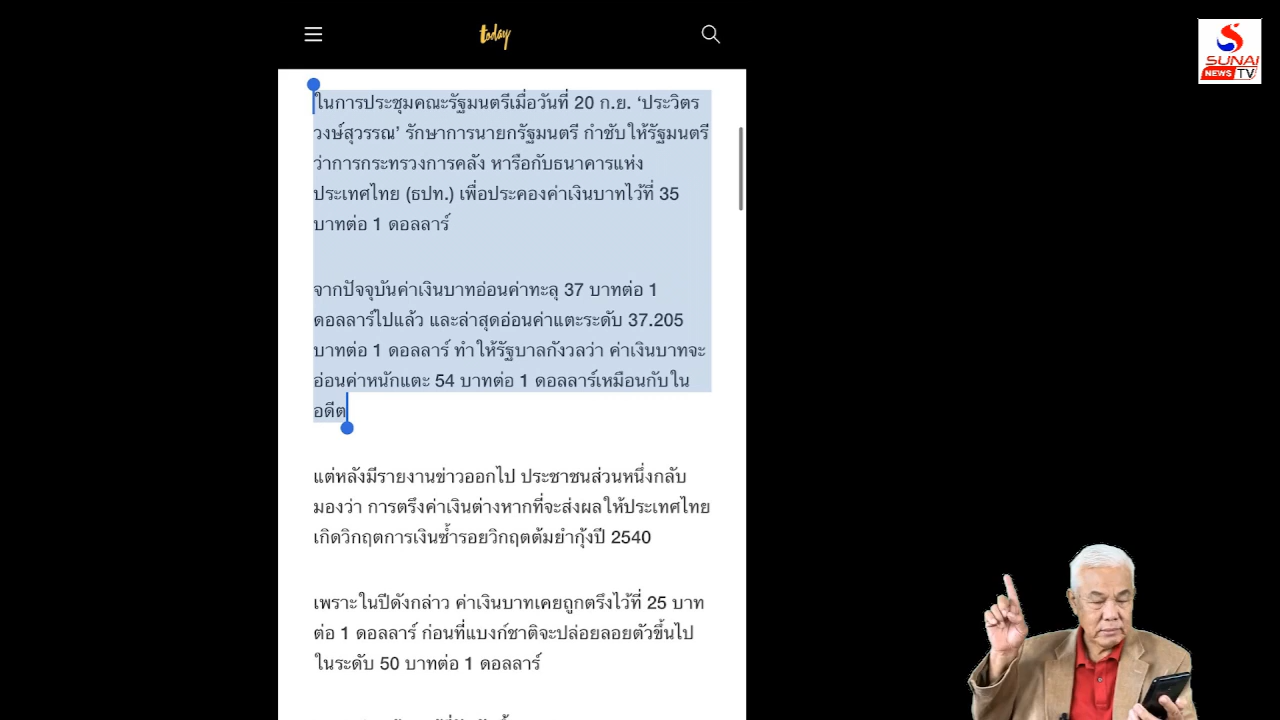 today
SUNAI
NEWS TV
ในการประชุมคณะรัฐมนตรีเมื่อวันที่ 20 ก.ย. ‘ประวิตร
วงษ์สุวรรณ’ รักษาการนายกรัฐมนตรี กำชับให้รัฐมนตรี
ว่าการกระทรวงการคลัง หารือกับธนาคารแห่ง
ประเทศไทย (ธปท.) เพื่อประคองค่าเงินบาทไว้ที่ 35
บาทต่อ 1 ดอลลาร์
จากปัจจุบันค่าเงินบาทอ่อนค่าทะลุ 37 บาทต่อ 1
ดอลลาร์ไปแล้ว และล่าสุดอ่อนค่าแตะระดับ 37.205
บาทต่อ 1 ดอลลาร์ ทำให้รัฐบาลกังวลว่า ค่าเงินบาทจะ
อ่อนค่าหนักแตะ 54 บาทต่อ 1 ดอลลาร์เหมือนกับใน
อดีต
แต่หลังมีรายงานข่าวออกไป ประชาชนส่วนหนึ่งกลับ
มองว่า การตรึงค่าเงินต่างหากที่จะส่งผลให้ประเทศไทย
เกิดวิกฤตการเงินซ้ำรอยวิกฤตต้มยำกุ้งปี 2540
เพราะในปีดังกล่าว ค่าเงินบาทเคยถูกตรึงไว้ที่ 25 บาท
ต่อ 1 ดอลลาร์ ก่อนที่แบงก์ชาติจะปล่อยลอยตัวขึ้นไป
ในระดับ 50 บาทต่อ 1 ดอลลาร์